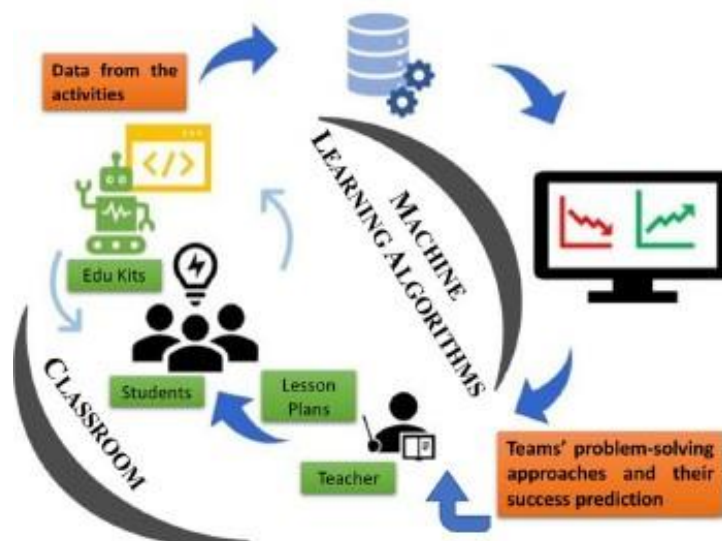 Data from the
activities
</>
MACHINE
LEARNING ALGORITHMS
Edu Kits
CLASSROOM
Students
Lesson
Plans
Teacher
Teams' problem-solving
approaches and their
success prediction